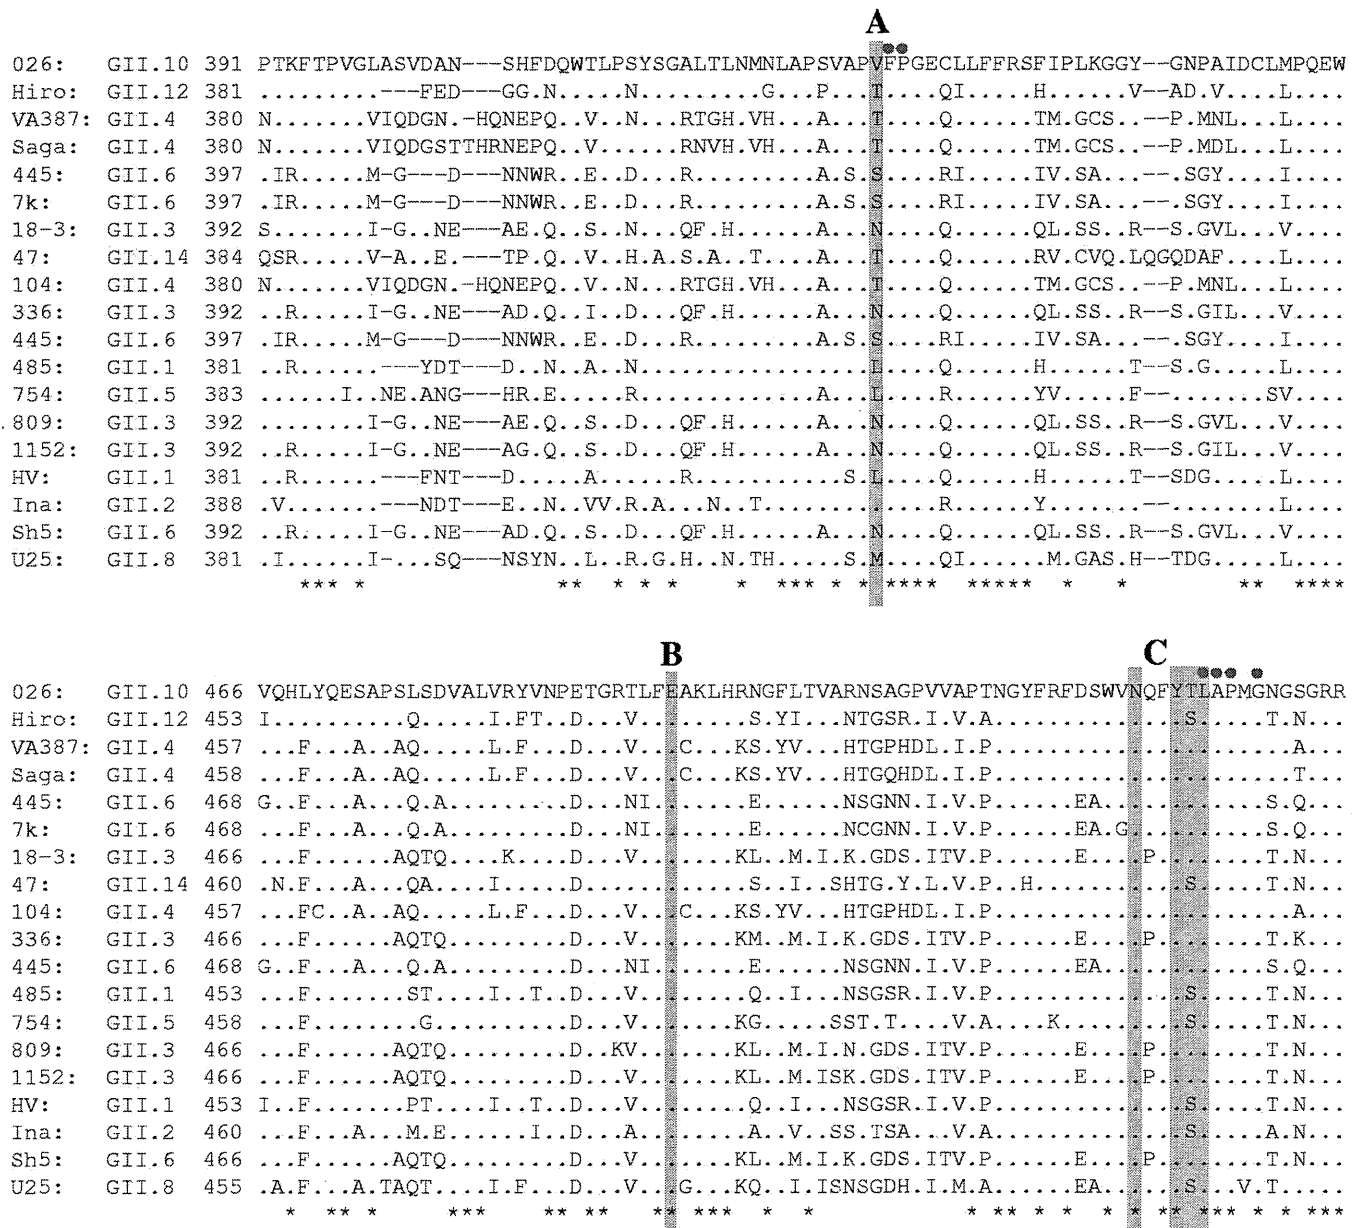 A
026: GII.10 391 PTKFTPVGLASVDAN---SHFDQWTLPSYSGALTLNMNLAPSVAPVFPGECLLFFRSFIPLKGGY--GNPAIDCLMPQEW
Hiro: GII.12 381 .........---FED---GG.N.....N.........G...P...T....QI.....H......V--AD.V....L....
VA387: GII.4 380 N.......VIQDGN.-HQNEPQ..V..N...RTGH.VH...A...T....Q......TM.GCS..--P.MNL...L....
Saga: GII.4 380 N.......VIQDGSTTHRNEPQ..V......RNVH.VH...A...T....Q......TM.GCS..--P.MDL...L....
445: GII.6 397 .IR.....M-G---D---NNWR..E..D...R.........A.S.S....RI.....IV.SA...--.SGY....I....
7k: GII.6 397 .IR.....M-G---D---NNWR..E..D...R.........A.S.S....RI.....IV.SA...--.SGY....I....
18-3: GII.3 392 S.......I-G..NE---AE.Q..S..N...QF.H......A...N....Q......QL.SS..R--S.GVL...V....
47: GII.14 384 QSR.....V-A..E.---TP.Q..V..H.A.S.A..T....A...T....Q......RV.CVQ.LQGQDAF....L....
104: GII.4 380 N.......VIQDGN.-HQNEPQ..V..N...RTGH.VH...A...T....Q......TM.GCS..--P.MNL...L....
336: GII.3 392 ..R.....I-G..NE---AD.Q..I..D...QF.H......A...N....Q......QL.SS..R--S.GIL...V....
445: GII.6 397 .IR.....M-G---D---NNWR..E..D...R.........A.S.S....RI.....IV.SA...--.SGY....I....
485: GII.1 381 ..R......---YDT---D..N..A..N.................L....Q......H......T--S.G.....L....
754: GII.5 383 ......I..NE.ANG---HR.E.....R.............A...L....R......YV.....F--........SV....
809: GII.3 392 ........I-G..NE---AE.Q..S..D...QF.H......A...N....Q......QL.SS..R--S.GVL...V....
1152: GII.3 392 ..R.....I-G..NE---AG.Q..S..D...QF.H......A...N....Q......QL.SS..R--S.GIL...V....
HV: GII.1 381 ..R......---FNT---D.....A......R...........S.L....Q......H......T--SDG.....L....
Ina: GII.2 388 .V.......---NDT---E..N..VV.R.A...N..T.............R......Y.......--........L....
Sh5: GII.6 392 ..R.....I-G..NE---AD.Q..S..D...QF.H......A...N....Q......QL.SS..R--S.GVL...V....
U25: GII.8 381 .I......I-...SQ---NSYN..L..R.G.H..N.TH......S.M....QI......M.GAS.H--TDG.....L....
*** * ** * * * * *** * * **** ***** * * ** ****
B C
026: GII.10 466 VQHLYQESAPSLSDVALVRYVNPETGRTLFEAKLHRNGFLTVARNSAGPVVAPTNGYFRFDSWVNQFYTLAPMGNGSGRR
Hiro: GII.12 453 I..........Q.....I.FT..D...V........S.YI...NTGSR.I.V.A..............S.....T.N...
VA387: GII.4 457 ...F...A..AQ.....L.F...D...V...C...KS.YV...HTGPHDL.I.P......................A...
Saga: GII.4 458 ...F...A..AQ.....L.F...D...V...C...KS.YV...HTGQHDL.I.P......................T...
445: GII.6 468 G..F...A...Q.A.........D...NI.......E......NSGNN.I.V.P......EA.............S.Q...
7k: GII.6 468 ...F...A...Q.A.........D...NI.......E......NCGNN.I.V.P......EA.G...........S.Q...
18-3: GII.3 466 ...F......AQTQ....K....D...V.......KL..M.I.K.GDS.ITV.P......E....P........T.N...
47: GII.14 460 .N.F...A...QA....I.....D...V........S..I...SHTG.Y.L.V.P..H...........S.....T.N...
104: GII.4 457 ...FC..A..AQ.....L.F...D...V...C...KS.YV...HTGPHDL.I.P......................A...
336: GII.3 466 ...F......AQTQ.........D...V.......KM..M.I.K.GDS.ITV.P......E....P........T.K...
445: GII.6 468 G..F...A...Q.A.........D...NI.......E......NSGNN.I.V.P......EA.............S.Q...
485: GII.1 453 ...F.......ST....I..T..D...V........Q..I...NSGSR.I.V.P..............S.....T.N...
754: GII.5 458 ...F........G..........D...V.......KG.....SST.T....V.A....K.........S.....T.N...
809: GII.3 466 ...F......AQTQ.........D..KV.......KL..M.I.N.GDS.ITV.P......E....P........T.N...
1152: GII.3 466 ...F......AQTQ.........D...V.......KL..M.ISK.GDS.ITV.P......E....P........T.N...
HV: GII.1 453 I..F.......PT....I..T..D...V........Q..I...NSGSR.I.V.P..............S.....T.N...
Ina: GII.2 460 ...F...A...M.E......I..D...A........A..V..SS.TSA...V.A..............S.....A.N...
Sh5: GII.6 466 ...F......AQTQ.........D...V.......KL..M.I.R.GDS.ITV.P......E....P........T.N...
U25: GII.8 455 .A.F...A.TAQT....I.F...D...V...G...KQ..I.ISNSGDH.I.M.A......EA......S...V.T.....
* ** * *** ** ** * ** *** * * * ** ** * * * ** *** * * ***